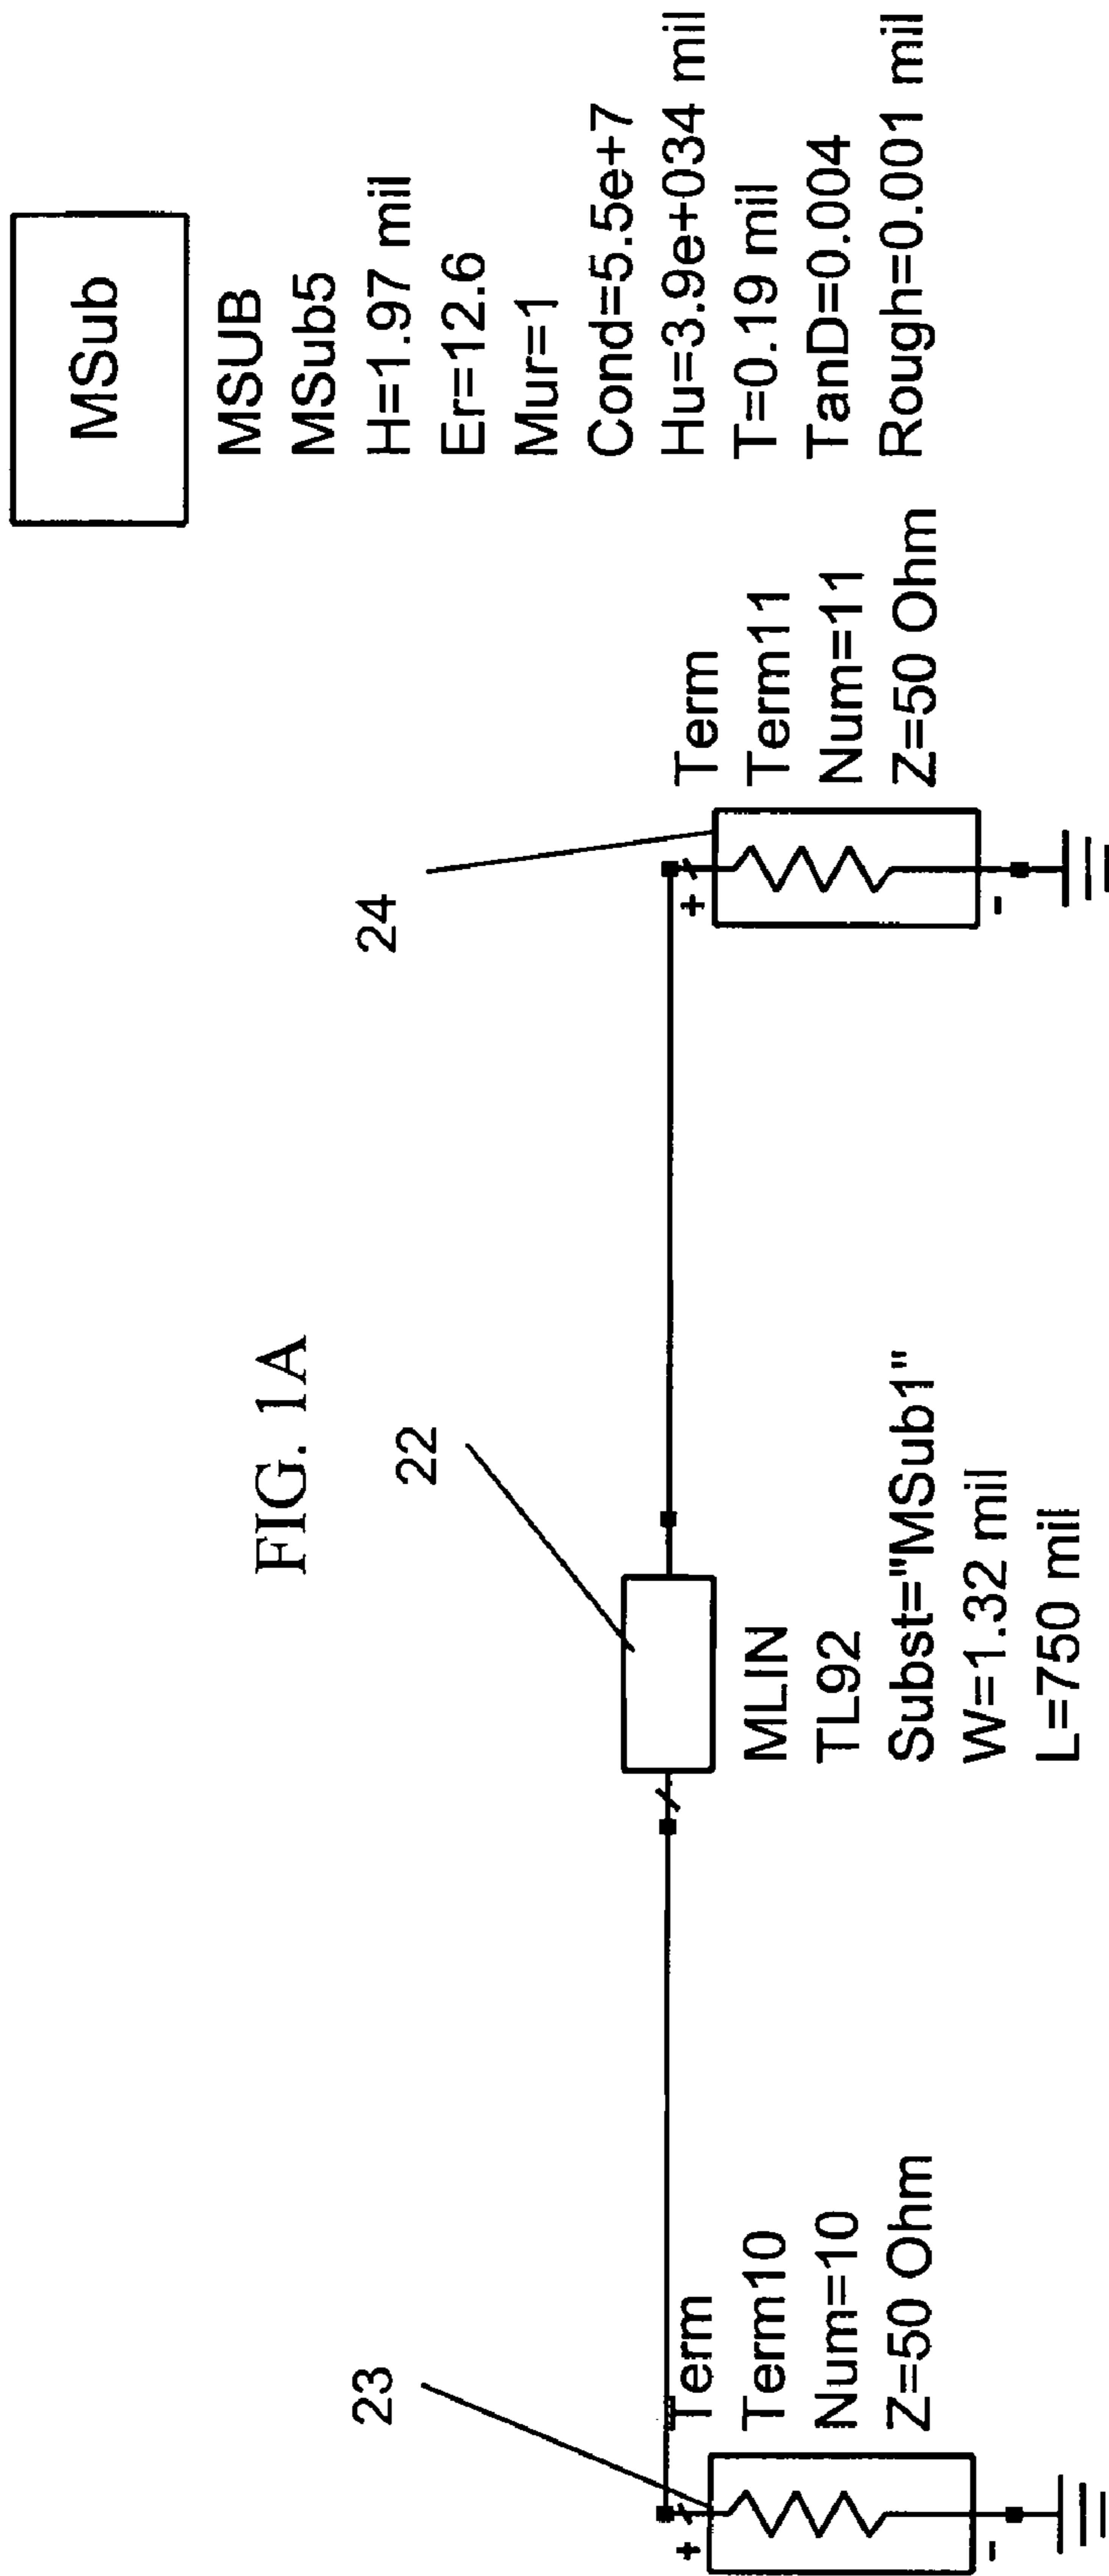 FIG. 1A
MSub
MSUB
MSub5
H=1.97 mil
Er=12.6
Mur=1
Cond=5.5e+7
Hu=3.9e+034 mil
T=0.19 mil
TanD=0.004
Rough=0.001 mil
23
+
-
Term
Term10
Num=10
Z=50 Ohm
22
MLIN
TL92
Subst="MSub1"
W=1.32 mil
L=750 mil
24
+
-
Term
Term11
Num=11
Z=50 Ohm